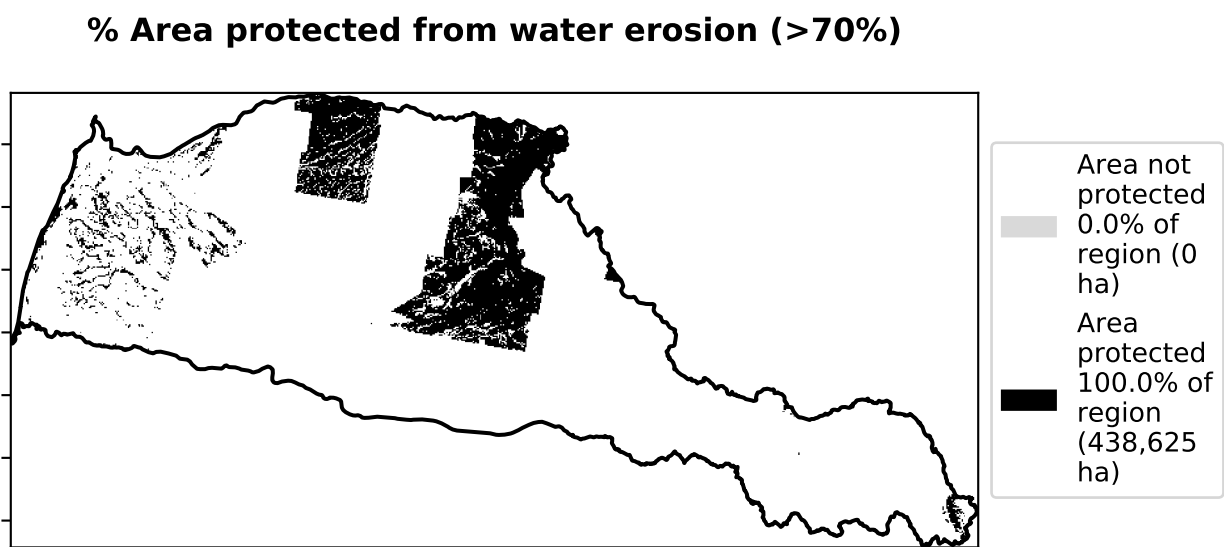 % Area protected from water erosion (>70%)
Area not
protected
0.0% of
region (0
ha)
Area
protected
100.0% of
region
(438,625
ha)